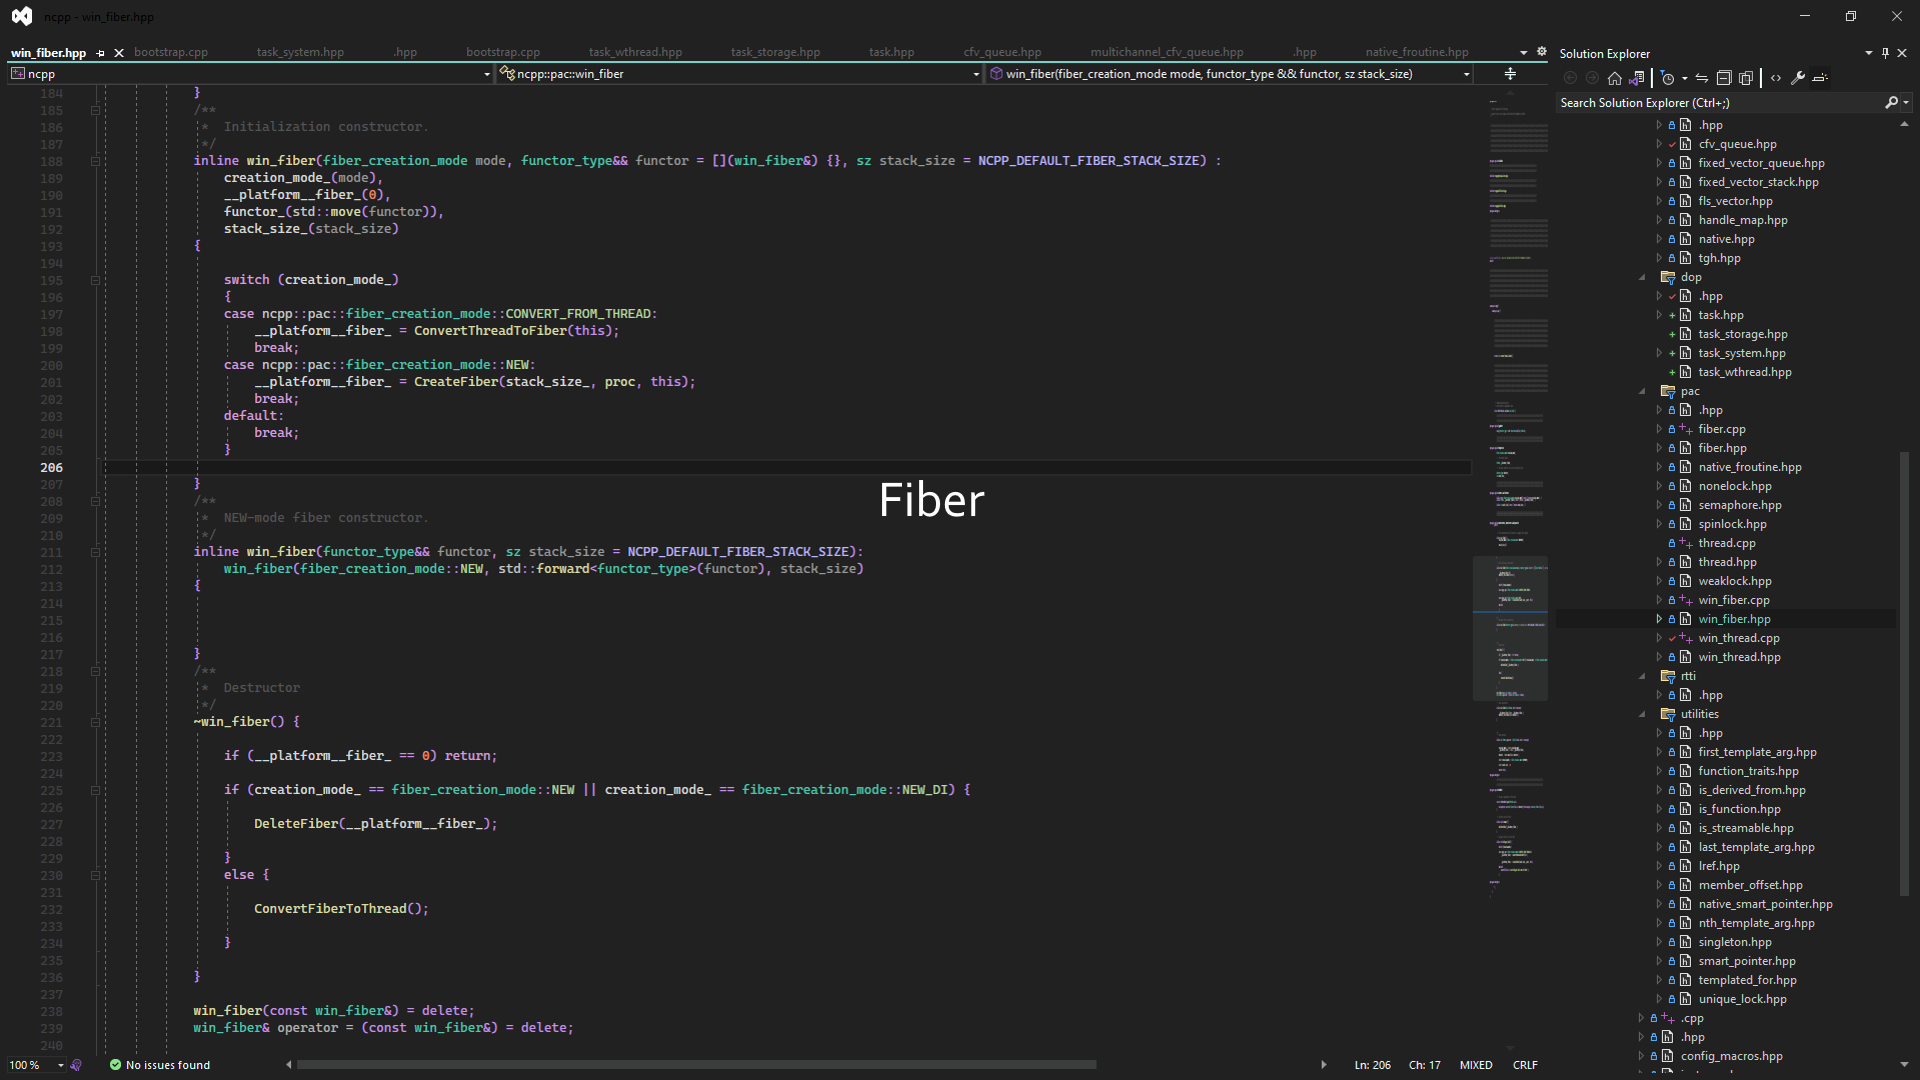 ncpp - win_fiber.hpp
win_fiber.hpp bootstrap.cpp task_system.hpp .hpp bootstrap.cpp task_wthread.hpp task_storage.hpp task.hpp cfv_queue.hpp multichannel_cfv_queue.hpp .hpp native_froutine.hpp
ncpp ncpp::pac::win_fiber win_fiber(fiber_creation_mode mode, functor_type && functor, sz stack_size)
184 }
185 /**
186 * Initialization constructor.
187 */
188 inline win_fiber(fiber_creation_mode mode, functor_type&& functor = [](win_fiber&) {}, sz stack_size = NCPP_DEFAULT_FIBER_STACK_SIZE) :
189 creation_mode_(mode),
190 __platform__fiber_(0),
191 functor_(std::move(functor)),
192 stack_size_(stack_size)
193 {
194
195 switch (creation_mode_)
196 {
197 case ncpp::pac::fiber_creation_mode::CONVERT_FROM_THREAD:
198 __platform__fiber_ = ConvertThreadToFiber(this);
199 break;
200 case ncpp::pac::fiber_creation_mode::NEW:
201 __platform__fiber_ = CreateFiber(stack_size_, proc, this);
202 break;
203 default:
204 break;
205 }
206
207 }
208 /**
209 * NEW-mode fiber constructor.
210 */
211 inline win_fiber(functor_type&& functor, sz stack_size = NCPP_DEFAULT_FIBER_STACK_SIZE):
212 win_fiber(fiber_creation_mode::NEW, std::forward<functor_type>(functor), stack_size)
213 {
214
215
216
217 }
218 /**
219 * Destructor
220 */
221 ~win_fiber() {
222
223 if (__platform__fiber_ == 0) return;
224
225 if (creation_mode_ == fiber_creation_mode::NEW || creation_mode_ == fiber_creation_mode::NEW_DI) {
226
227 DeleteFiber(__platform__fiber_);
228
229 }
230 else {
231
232 ConvertFiberToThread();
233
234 }
235
236 }
237
238 win_fiber(const win_fiber&) = delete;
239 win_fiber& operator = (const win_fiber&) = delete;
240
Fiber
100 % No issues found Ln: 206 Ch: 17 MIXED CRLF
Solution Explorer
Search Solution Explorer (Ctrl+;)
.hpp
cfv_queue.hpp
fixed_vector_queue.hpp
fixed_vector_stack.hpp
fls_vector.hpp
handle_map.hpp
native.hpp
tgh.hpp
dop
.hpp
task.hpp
task_storage.hpp
task_system.hpp
task_wthread.hpp
pac
.hpp
fiber.cpp
fiber.hpp
native_froutine.hpp
nonelock.hpp
semaphore.hpp
spinlock.hpp
thread.cpp
thread.hpp
weaklock.hpp
win_fiber.cpp
win_fiber.hpp
win_thread.cpp
win_thread.hpp
rtti
.hpp
utilities
.hpp
first_template_arg.hpp
function_traits.hpp
is_derived_from.hpp
is_function.hpp
is_streamable.hpp
last_template_arg.hpp
lref.hpp
member_offset.hpp
native_smart_pointer.hpp
nth_template_arg.hpp
singleton.hpp
smart_pointer.hpp
templated_for.hpp
unique_lock.hpp
.cpp
.hpp
config_macros.hpp